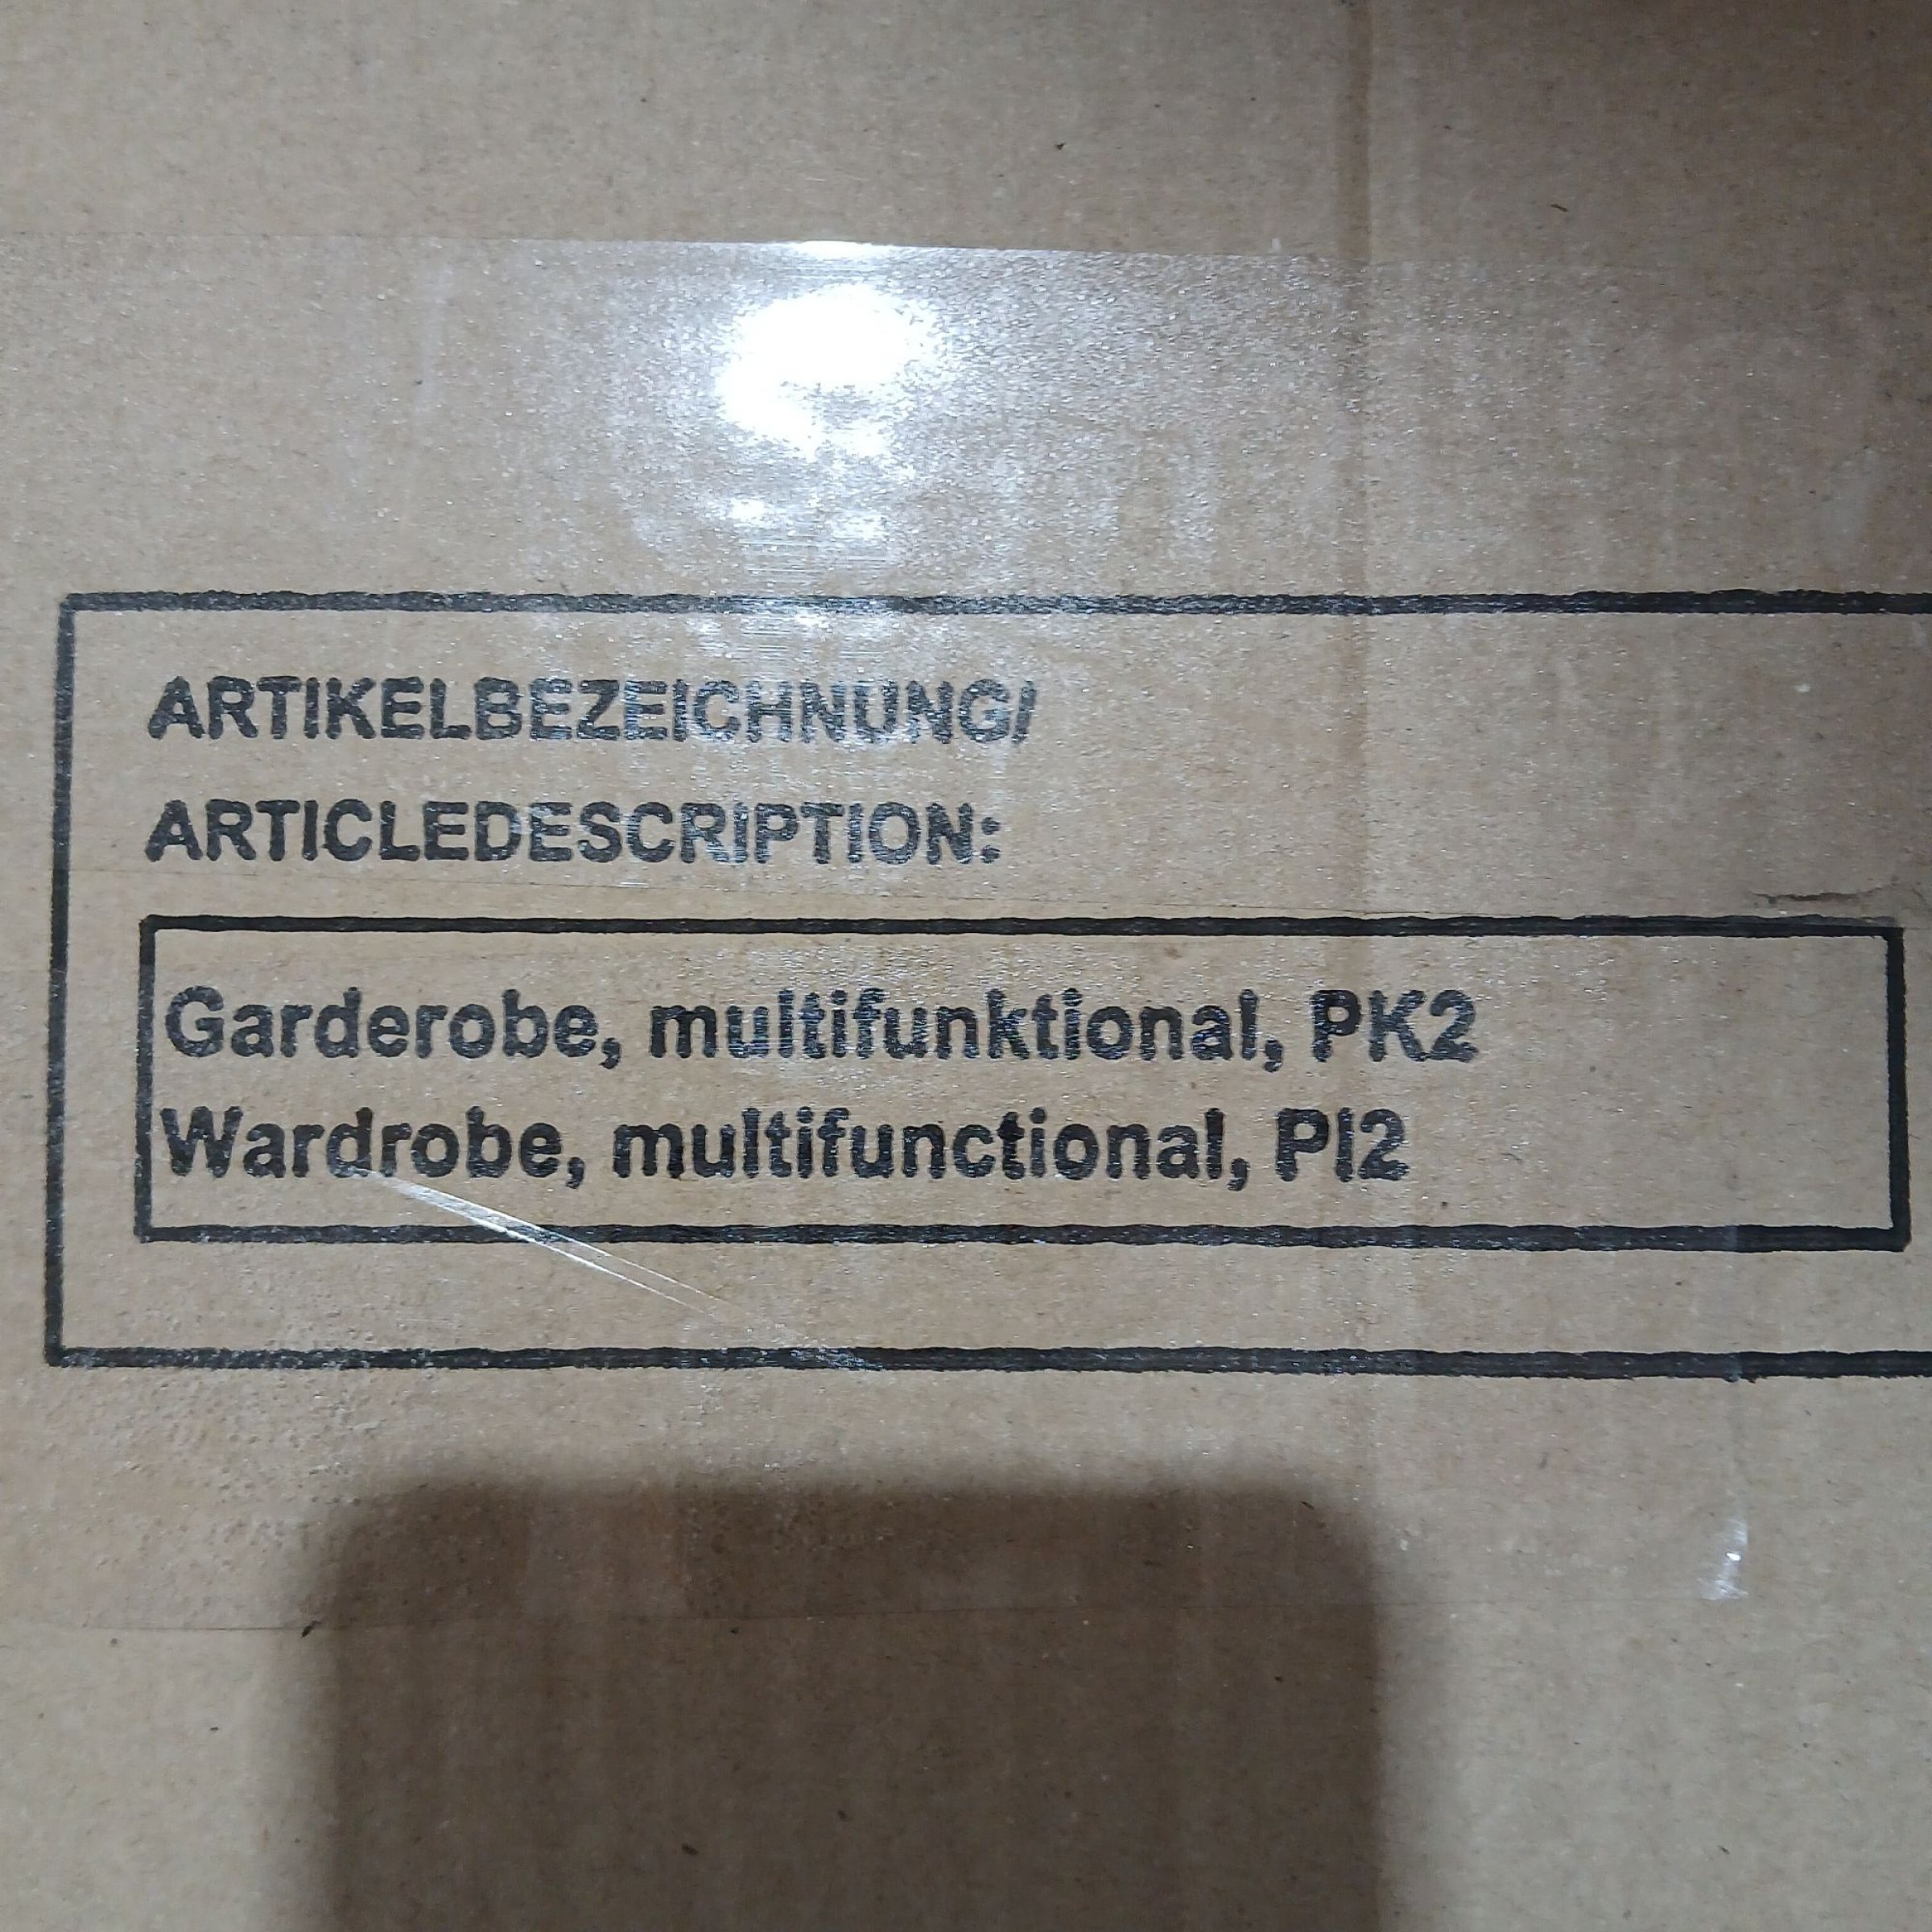 ARTIKELBEZEICHNUNG/
ARTICLEDESCRIPTION:
Garderobe, multifunktional, PK2
Wardrobe, multifunctional, PI2